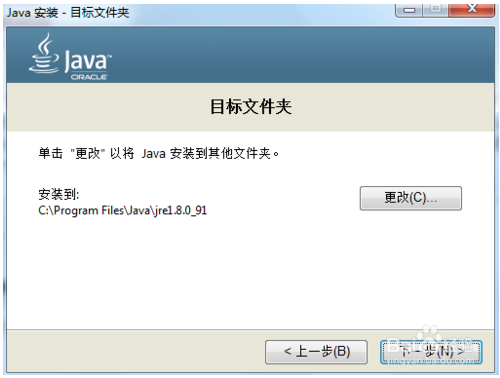 Java 安装 - 目标文件夹
Java™
ORACLE
目标文件夹
单击 "更改" 以将 Java 安装到其他文件夹。
安装到:
C:\Program Files\Java\jre1.8.0_91
更改(C)...
< 上一步(B)
下一步(N) >